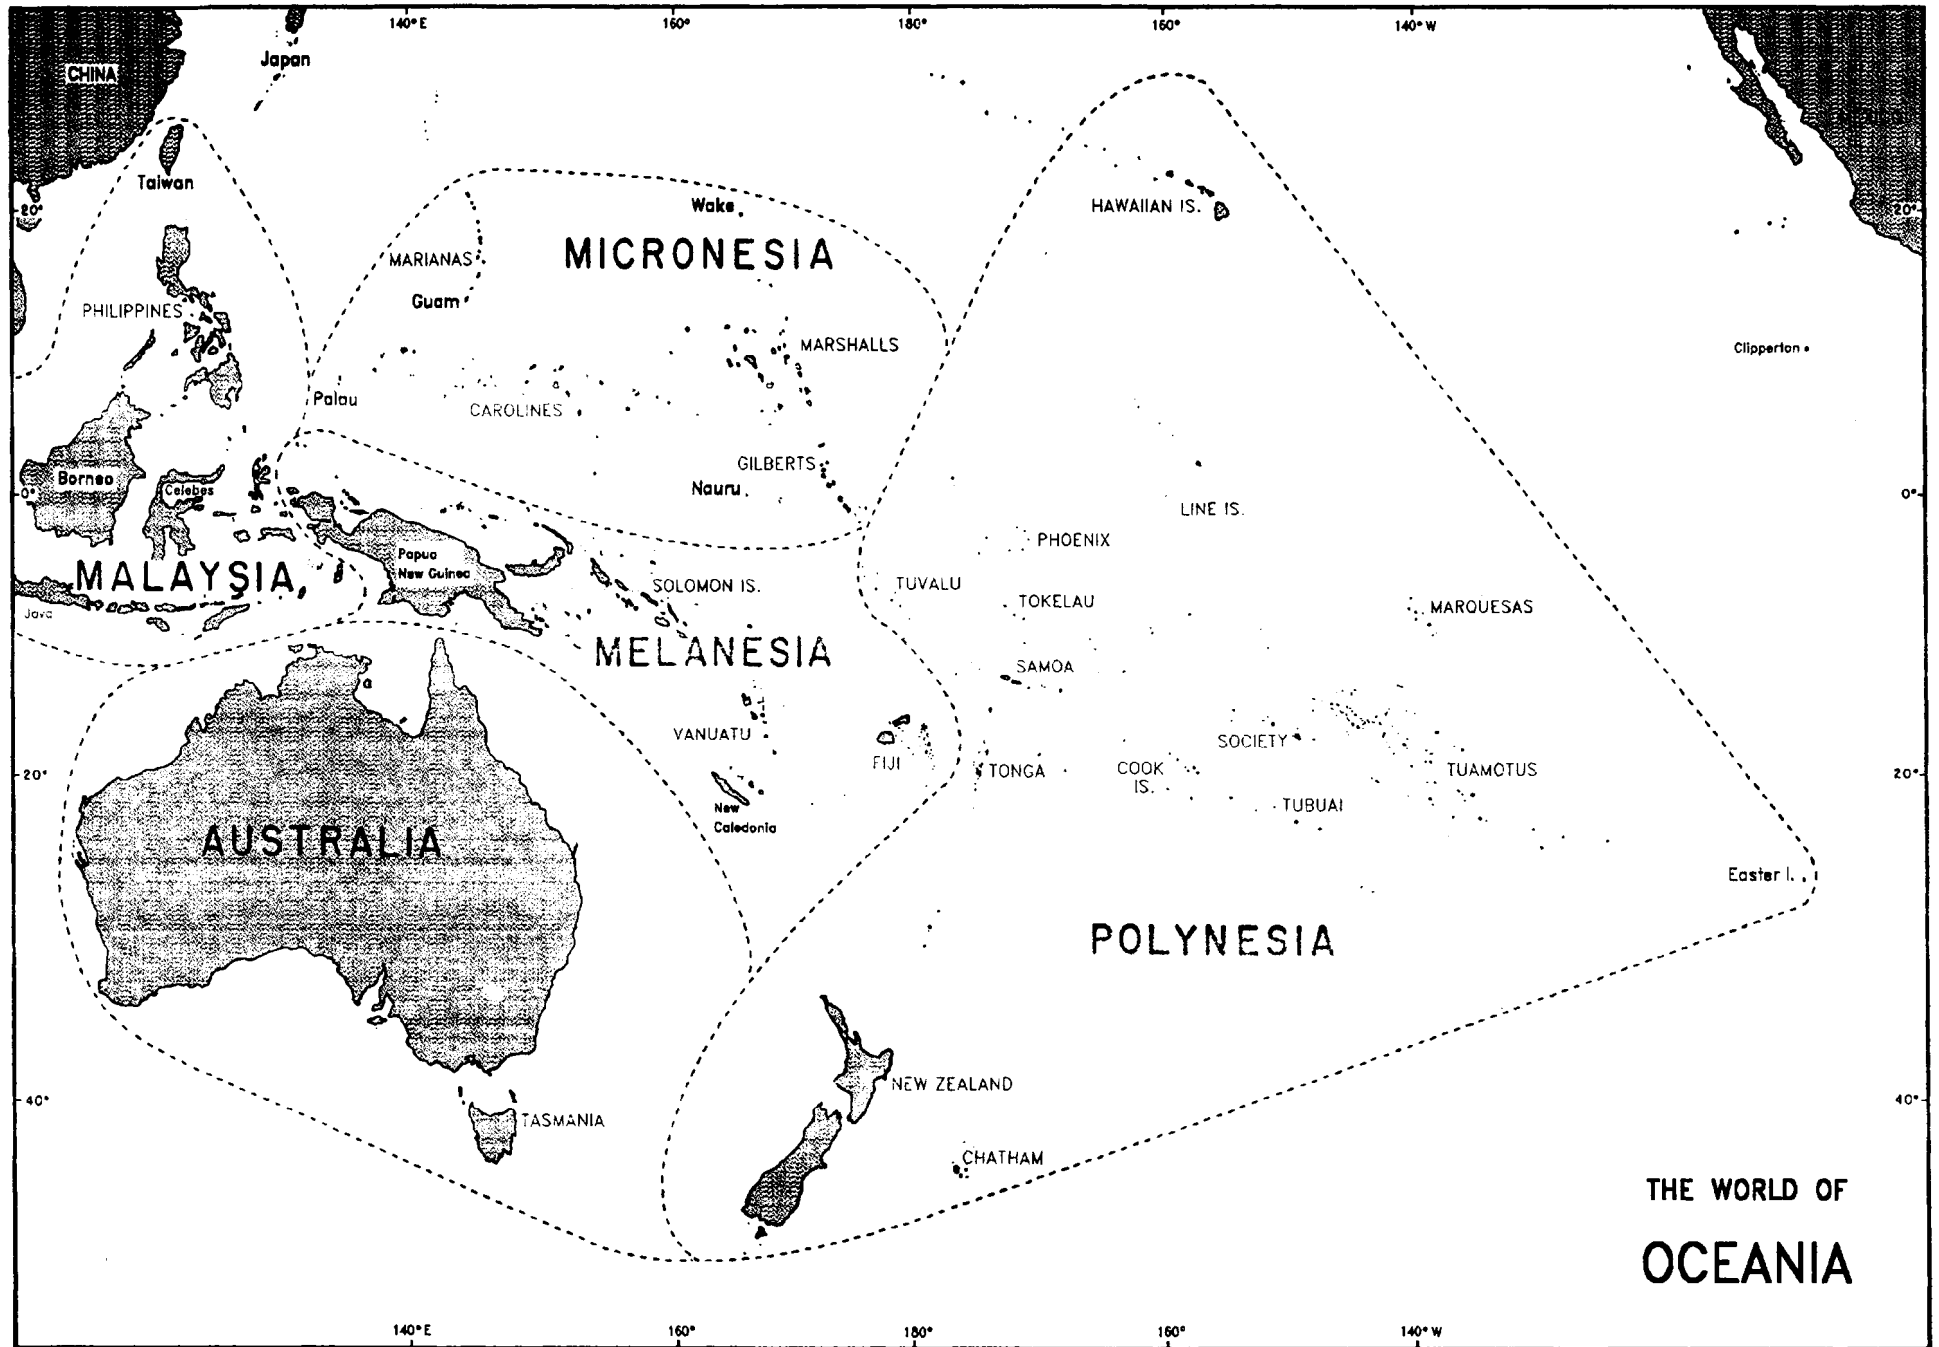 140° E
160°
180°
160°
140° W
Japan
CHINA
Taiwan
20°
Wake
HAWAIIAN IS.
20°
MICRONESIA
MARIANAS
Guam
PHILIPPINES
MARSHALLS
Clipperton
Palau
CAROLINES
GILBERTS
Borneo
Celebes
Nauru
0°
0°
LINE IS.
PHOENIX
Papua
New Guinea
MALAYSIA
SOLOMON IS.
TUVALU
TOKELAU
MARQUESAS
Java
MELANESIA
SAMOA
VANUATU
SOCIETY
FIJI
20°
TONGA
COOK
IS.
TUAMOTUS
20°
TUBUAI
New
Caledonia
AUSTRALIA
Easter I.
POLYNESIA
NEW ZEALAND
40°
40°
TASMANIA
CHATHAM
THE WORLD OF
OCEANIA
140° E
160°
180°
160°
140° W